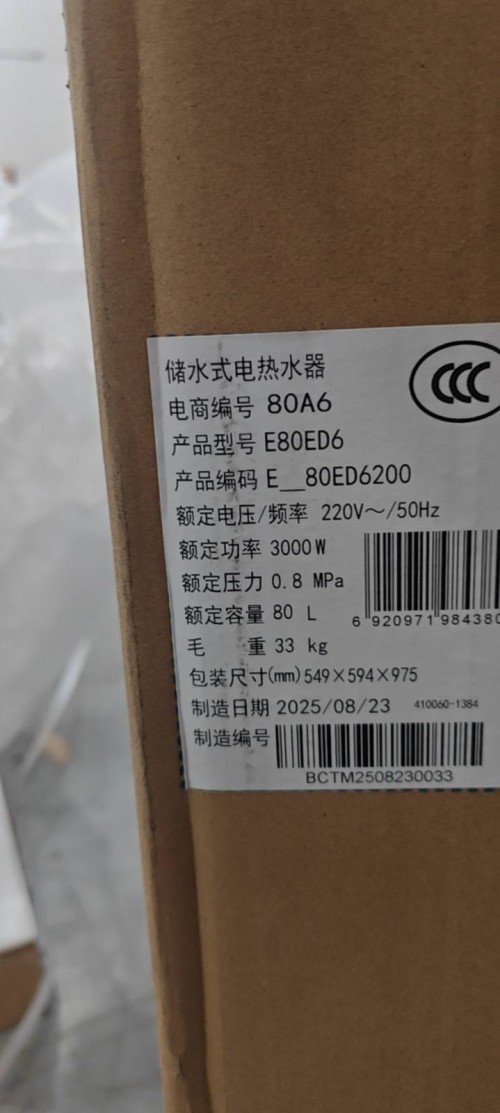 储水式电热水器
CCC
电商编号 80A6
产品型号 E80ED6
产品编码 E__80ED6200
额定电压/频率 220V～/50Hz
额定功率 3000W
额定压力 0.8 MPa
额定容量 80 L
6 920971 984380
毛 重 33 kg
包装尺寸(mm) 549×594×975
制造日期 2025/08/23 410060-1384
制造编号
BCTM2508230033